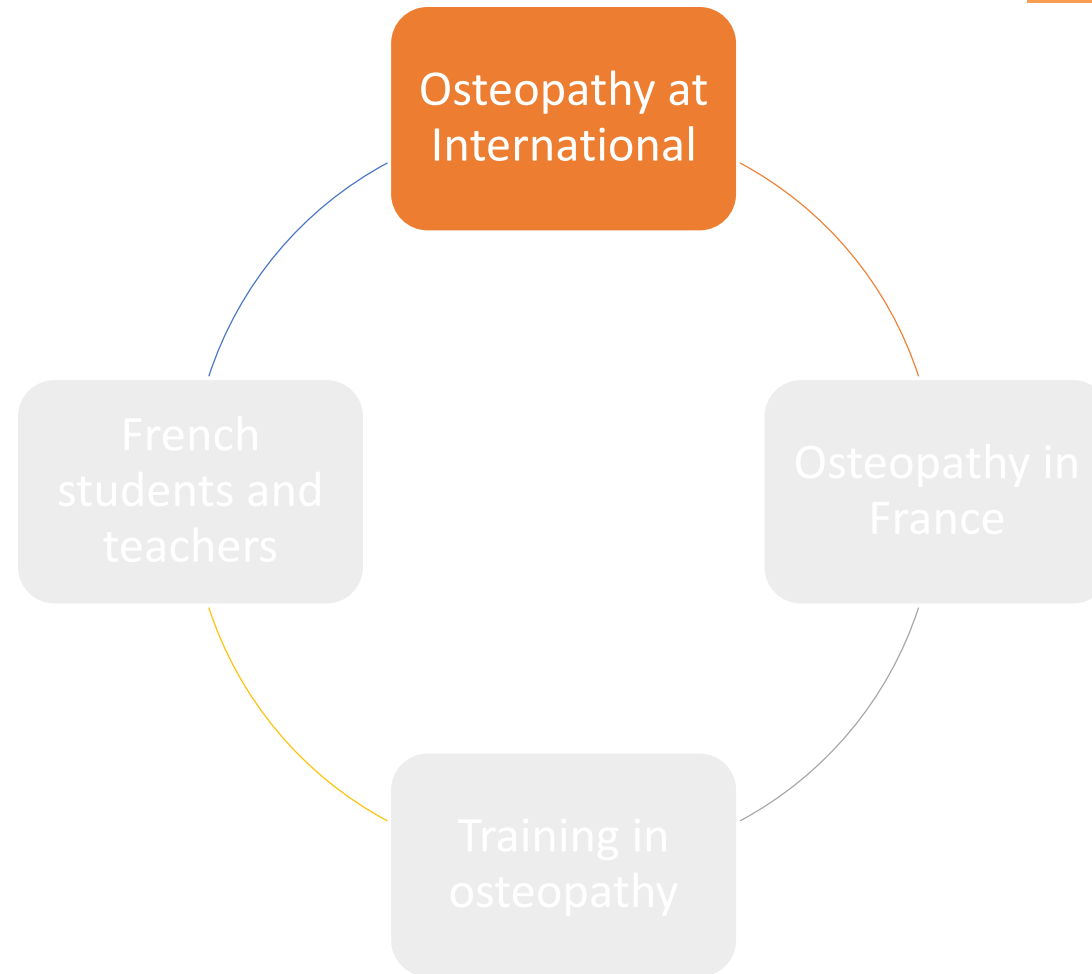 Osteopathy at
International
French
students and
teachers
Osteopathy in
France
Training in
osteopathy